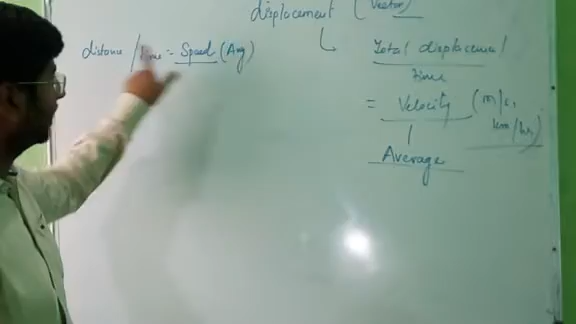 displacement (Vector)
distance / time = Speed (Avg)
Total displacement
time
= Velocity (m/s,
km/hr)
Average